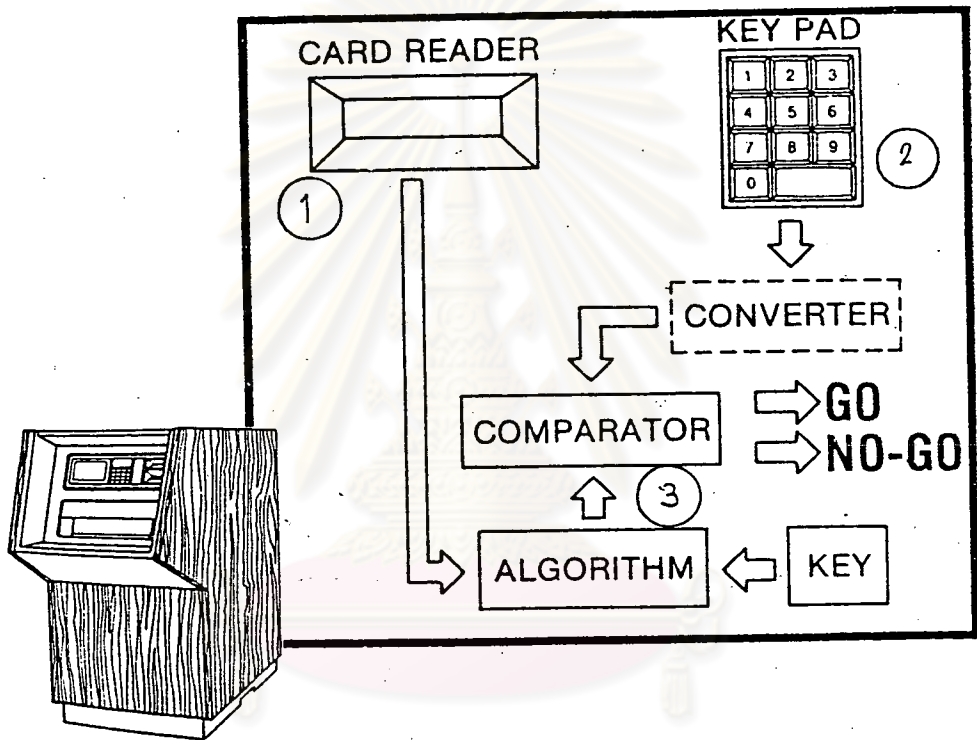 CARD READER
KEY PAD
1 2 3
4 5 6
7 8 9
0
1
2
CONVERTER
COMPARATOR
GO
NO-GO
3
ALGORITHM
KEY